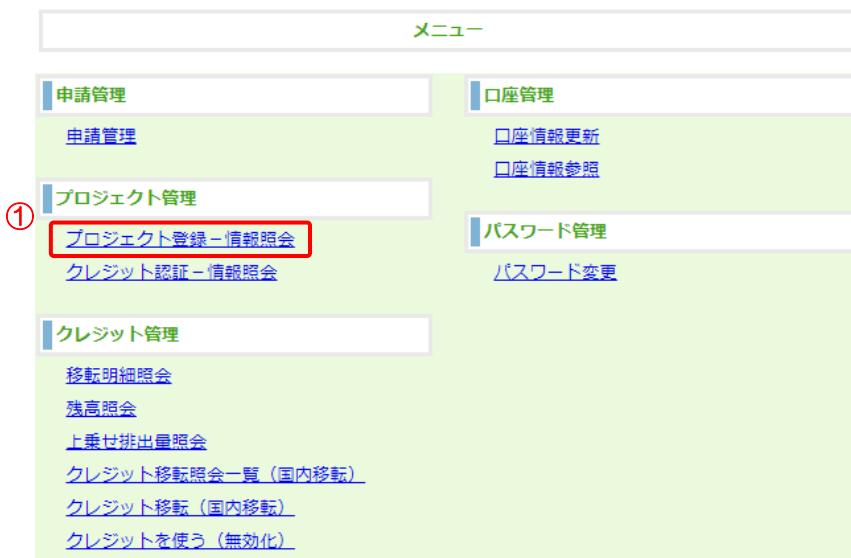 メニュー
申請管理
申請管理
プロジェクト管理
①
プロジェクト登録－情報照会
クレジット認証－情報照会
クレジット管理
移転明細照会
残高照会
上乗せ排出量照会
クレジット移転照会一覧（国内移転）
クレジット移転（国内移転）
クレジットを使う（無効化）
口座管理
口座情報更新
口座情報参照
パスワード管理
パスワード変更